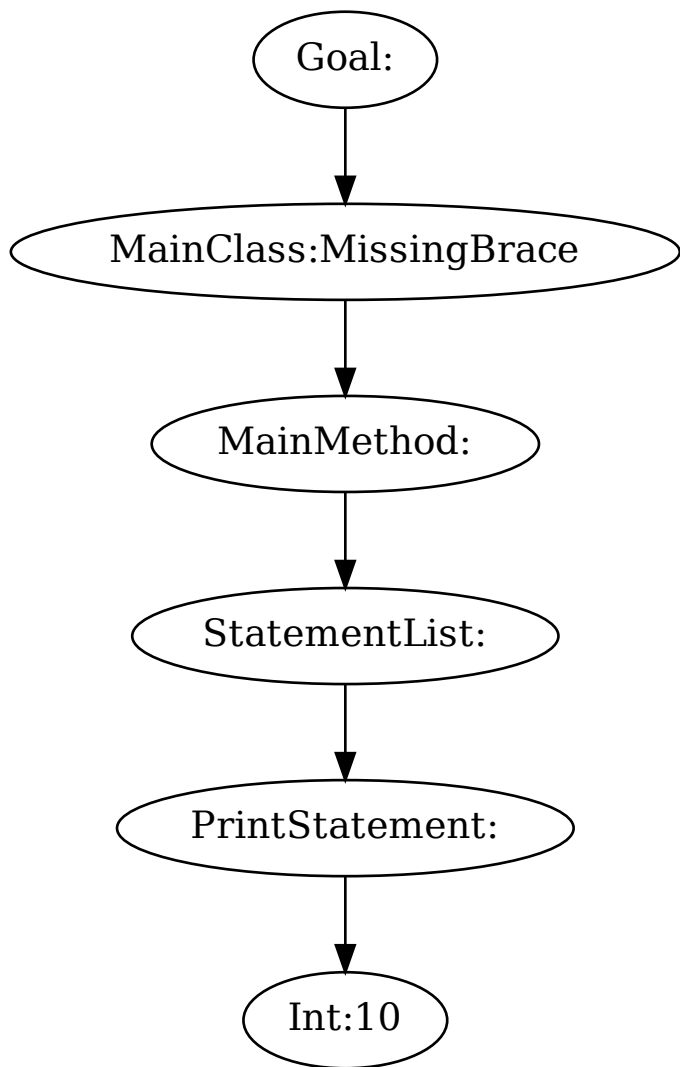 Goal:
MainClass:MissingBrace
MainMethod:
StatementList:
PrintStatement:
Int:10